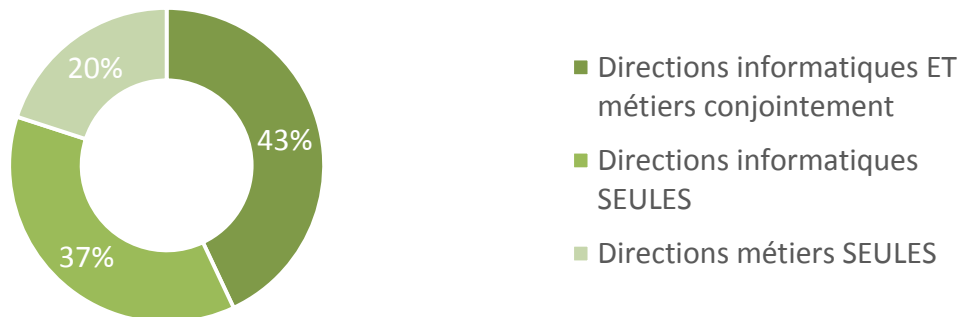 20%
43%
37%
Directions informatiques ET
métiers conjointement
Directions informatiques
SEULES
Directions métiers SEULES